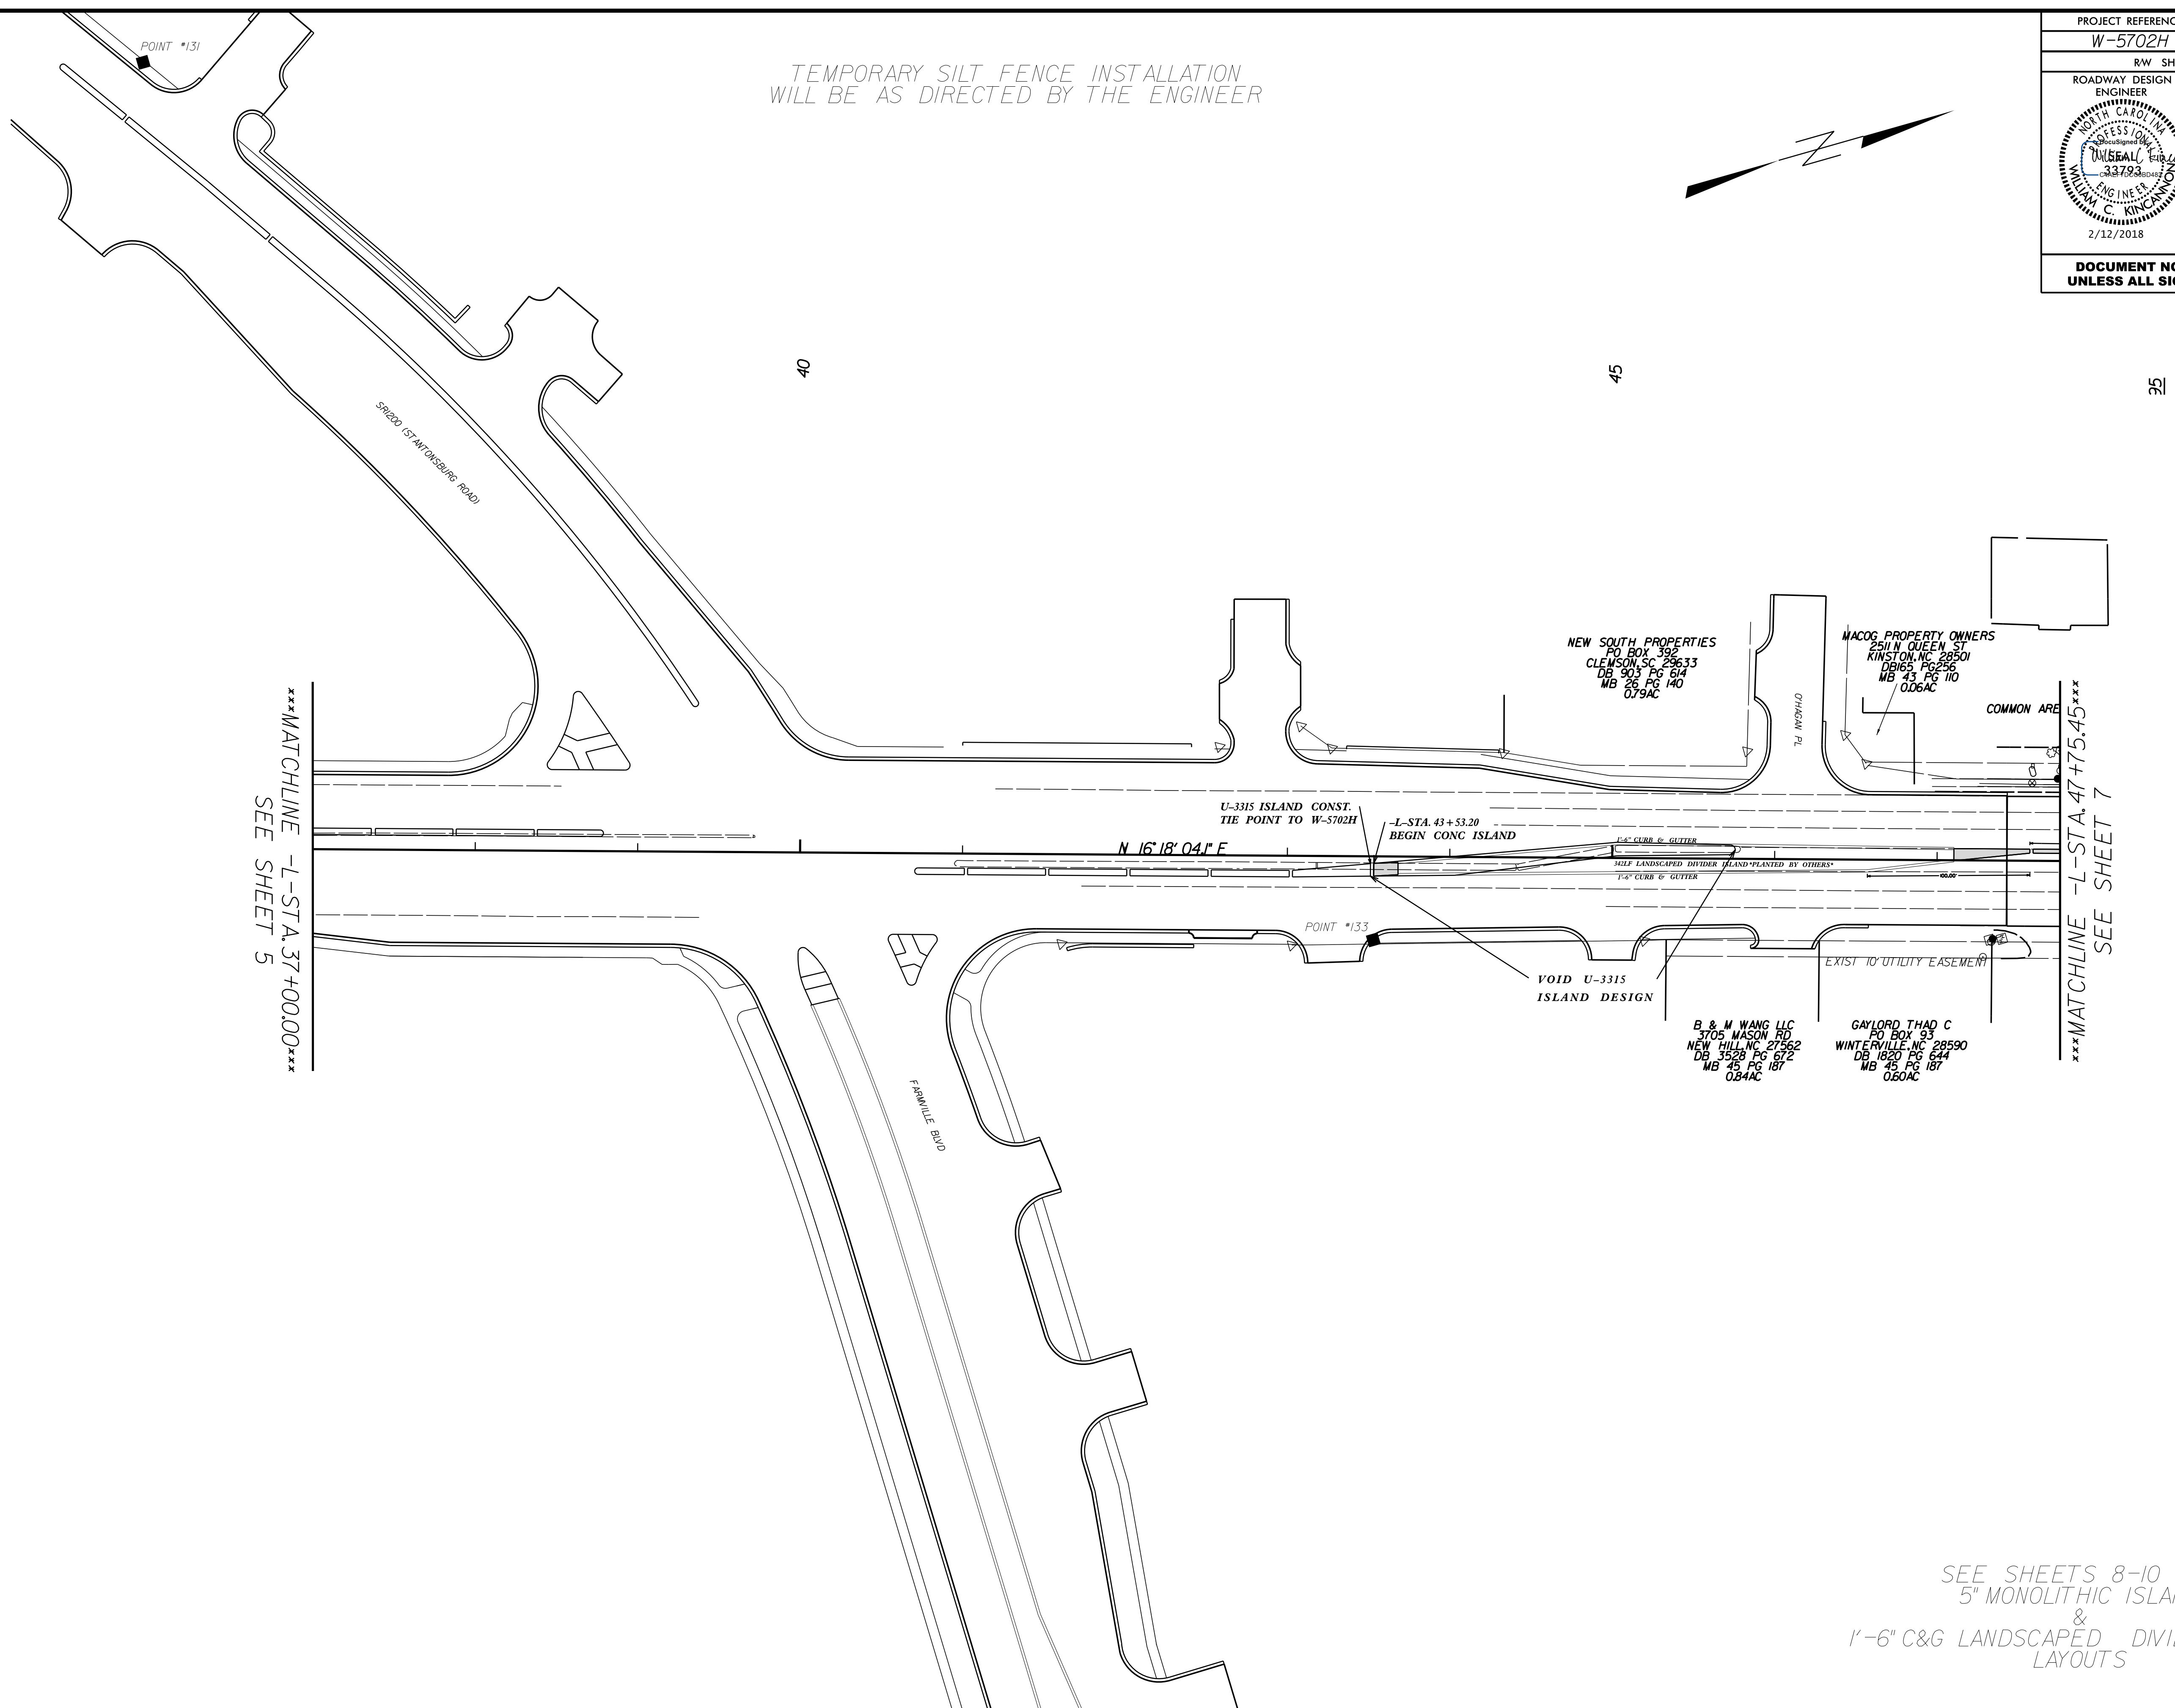 POINT #131
TEMPORARY SILT FENCE INSTALLATION
WILL BE AS DIRECTED BY THE ENGINEER
PROJECT REFERENC
W-5702H
R/W SH
ROADWAY DESIGN
ENGINEER
NORTH CAROLINA
PROFESSIONAL
DocuSigned by
SEAL
33793
ENGINEER
WILLIAM C. KINCANNON
2/12/2018
DOCUMENT NO
UNLESS ALL SIG
40
45
95
SR1200 (STANTONSBURG ROAD)
NEW SOUTH PROPERTIES
PO BOX 392
CLEMSON,SC 29633
DB 903 PG 614
MB 26 PG 140
0.79AC
MACOG PROPERTY OWNERS
2511 N QUEEN ST
KINSTON,NC 28501
DB165 PG256
MB 43 PG 110
0.06AC
O'HAGAN PL
COMMON ARE
***MATCHLINE -L-STA. 37+00.00***
SEE SHEET 5
U-3315 ISLAND CONST.
TIE POINT TO W-5702H
-L-STA. 43+53.20
BEGIN CONC ISLAND
N 16° 18' 04.1" E
1'-6" CURB & GUTTER
342LF LANDSCAPED DIVIDER ISLAND *PLANTED BY OTHERS*
1'-6" CURB & GUTTER
100.00'
POINT #133
VOID U-3315
ISLAND DESIGN
EXIST 10' UTILITY EASEMENT
***MATCHLINE -L-STA. 47+75.45***
SEE SHEET 7
B & M WANG LLC
3705 MASON RD
NEW HILL,NC 27562
DB 3528 PG 672
MB 45 PG 187
0.84AC
GAYLORD THAD C
PO BOX 93
WINTERVILLE,NC 28590
DB 1820 PG 644
MB 45 PG 187
0.60AC
FARMVILLE BLVD
SEE SHEETS 8-10
5" MONOLITHIC ISLAN
&
1'-6" C&G LANDSCAPED DIVID
LAYOUTS